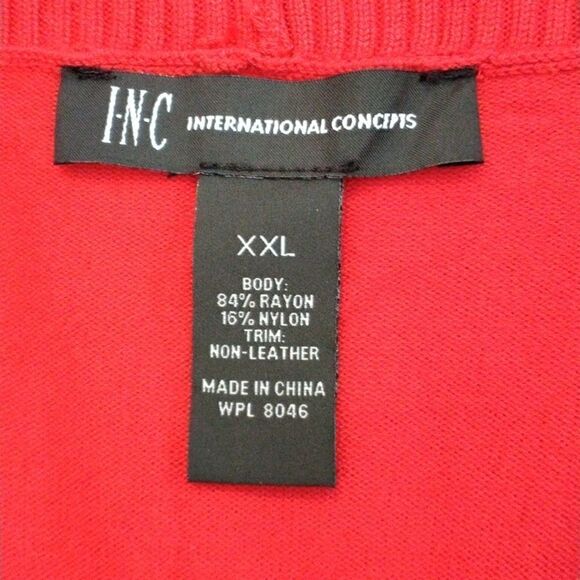 I·N·C INTERNATIONAL CONCEPTS
XXL
BODY:
84% RAYON
16% NYLON
TRIM:
NON-LEATHER
MADE IN CHINA
WPL 8046